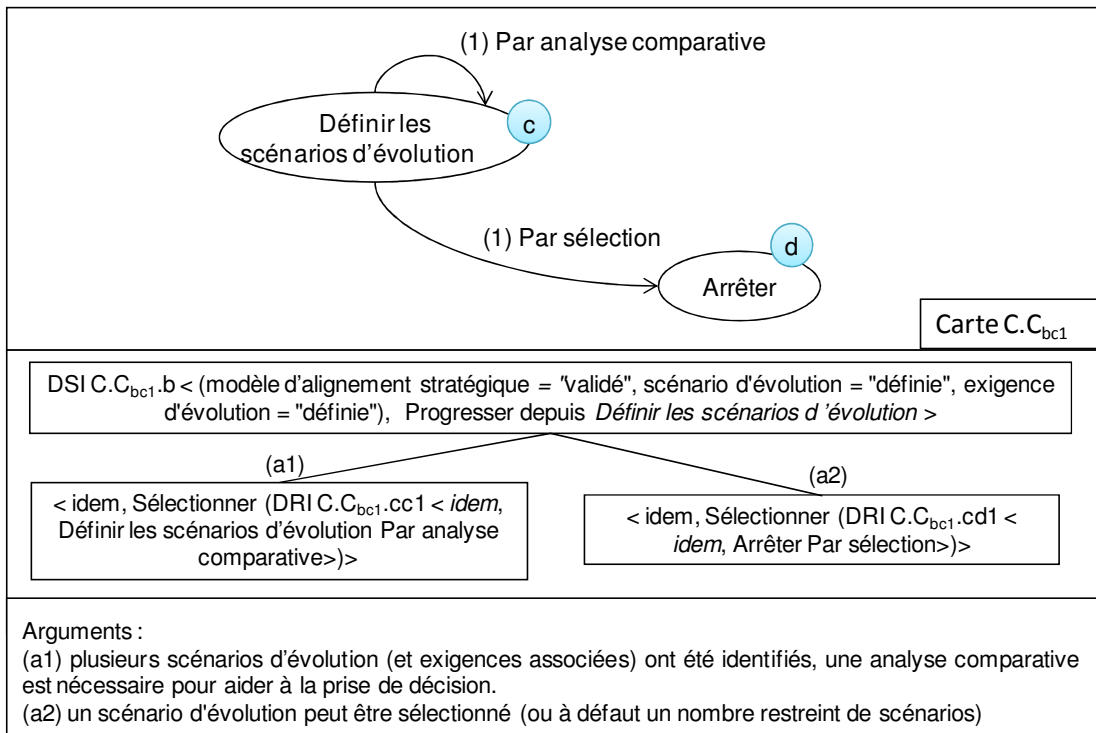 (1) Par analyse comparative
Définir les
scénarios d'évolution
c
(1) Par sélection
d
Arrêter
Carte C.Cbc1
DSI C.Cbc1.b < (modèle d’alignement stratégique = "validé", scénario d'évolution = "définie", exigence
d'évolution = "définie"), Progresser depuis Définir les scénarios d ’évolution >
(a1)
(a2)
< idem, Sélectionner (DRI C.Cbc1.cc1 < idem,
Définir les scénarios d’évolution Par analyse
comparative>)>
< idem, Sélectionner (DRI C.Cbc1.cd1 <
idem, Arrêter Par sélection>)>
Arguments :
(a1) plusieurs scénarios d’évolution (et exigences associées) ont été identifiés, une analyse comparative
est nécessaire pour aider à la prise de décision.
(a2) un scénario d'évolution peut être sélectionné (ou à défaut un nombre restreint de scénarios)